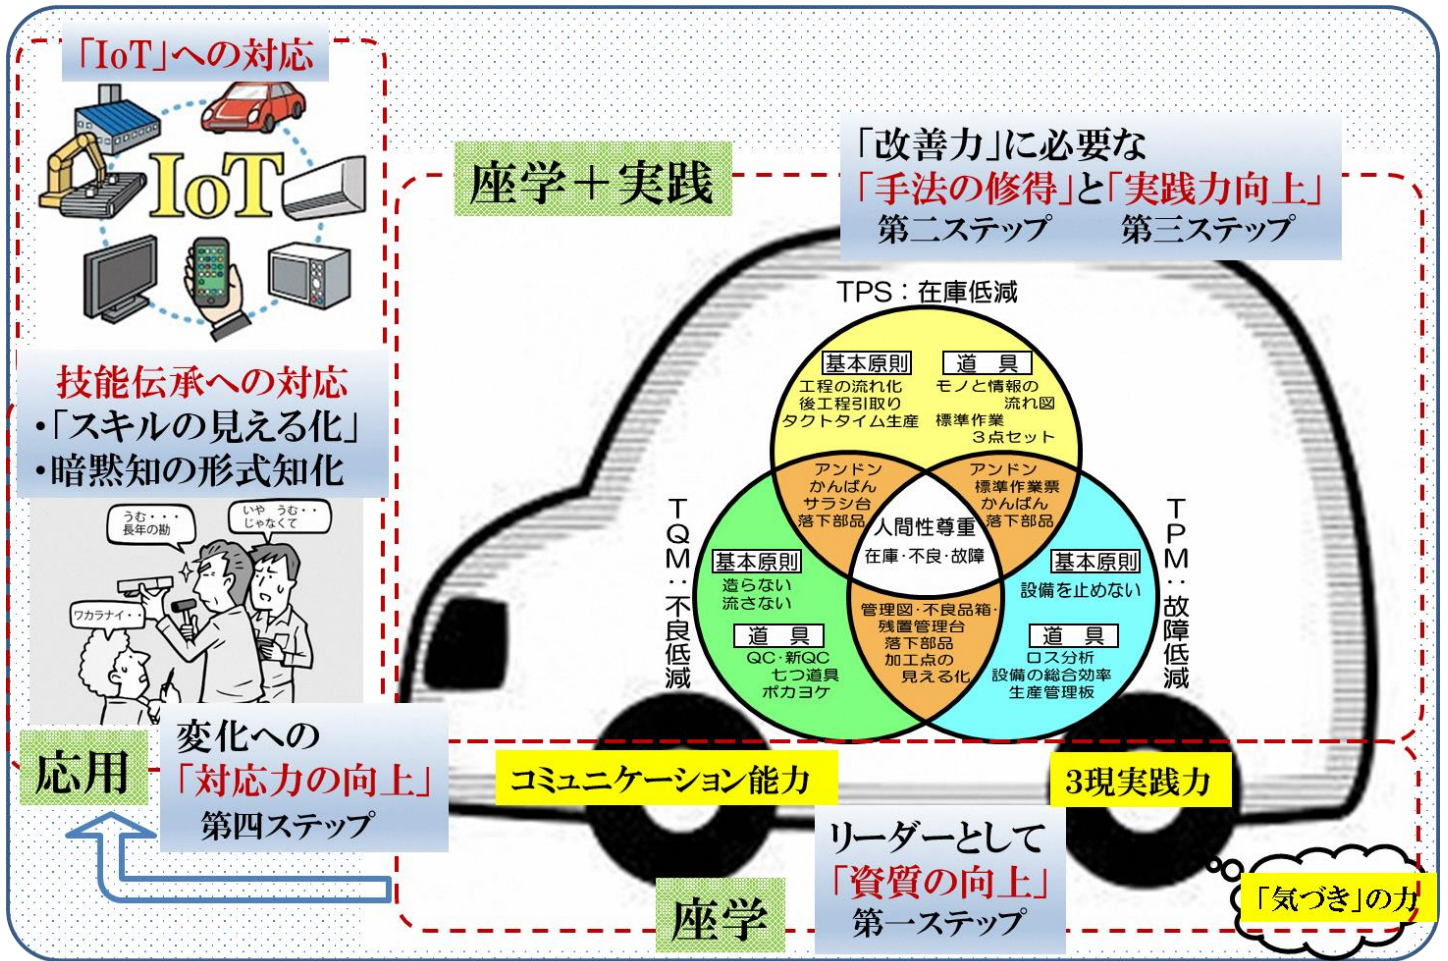 「IoT」への対応
IoT
技能伝承への対応
・「スキルの見える化」
・暗黙知の形式知化
うむ・・・
長年の勘
いや うむ・・
じゃなくて
ワカラナイ・・
応用
変化への
「対応力の向上」
第四ステップ
座学＋実践
「改善力」に必要な
「手法の修得」と「実践力向上」
第二ステップ 第三ステップ
TPS：在庫低減
基本原則
工程の流れ化
後工程引取り
タクトタイム生産
道 具
モノと情報の
流れ図
標準作業
３点セット
アンドン
かんばん
サラシ台
落下部品
アンドン
標準作業票
かんばん
落下部品
人間性尊重
在庫・不良・故障
TQM：不良低減
基本原則
造らない
流さない
道 具
QC・新QC
七つ道具
ポカヨケ
管理図・不良品箱・
残置管理台
落下部品
加工点の
見える化
TPM：故障低減
基本原則
設備を止めない
道 具
ロス分析
設備の総合効率
生産管理板
コミュニケーション能力
3現実践力
座学
リーダーとして
「資質の向上」
第一ステップ
「気づき」の力